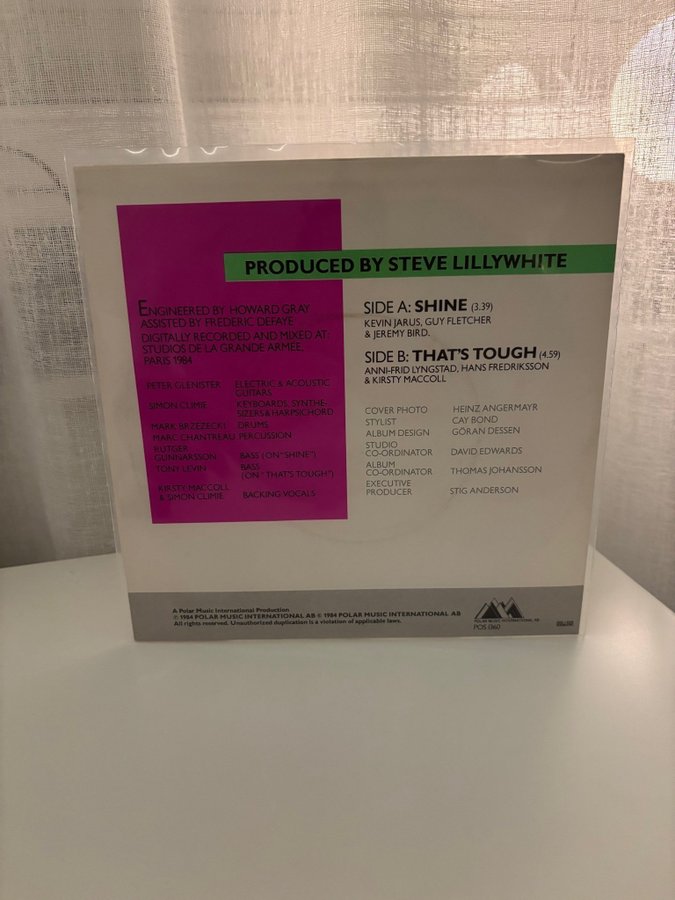 PRODUCED BY STEVE LILLYWHITE
ENGINEERED BY HOWARD GRAY
ASSISTED BY FREDERIC DEFAYE
DIGITALLY RECORDED AND MIXED AT:
STUDIOS DE LA GRANDE ARMÉE,
PARIS 1984
PETER GLENISTER ELECTRIC & ACOUSTIC
GUITARS
SIMON CLIMIE KEYBOARDS, SYNTHE-
SIZERS & HARPSICHORD
MARK BRZEZECKI DRUMS
MARC CHANTREAU PERCUSSION
RUTGER
GUNNARSSON BASS (ON "SHINE")
TONY LEVIN BASS
(ON "THAT'S TOUGH")
KIRSTY MACCOLL
& SIMON CLIMIE BACKING VOCALS
SIDE A: SHINE (3.39)
KEVIN JARUS, GUY FLETCHER
& JEREMY BIRD.
SIDE B: THAT'S TOUGH (4.59)
ANNI-FRID LYNGSTAD, HANS FREDRIKSSON
& KIRSTY MACCOLL
COVER PHOTO HEINZ ANGERMAYR
STYLIST CAY BOND
ALBUM DESIGN GÖRAN DESSEN
STUDIO
CO-ORDINATOR DAVID EDWARDS
ALBUM
CO-ORDINATOR THOMAS JOHANSSON
EXECUTIVE
PRODUCER STIG ANDERSON
A Polar Music International Production
℗ 1984 POLAR MUSIC INTERNATIONAL AB © 1984 POLAR MUSIC INTERNATIONAL AB
All rights reserved. Unauthorized duplication is a violation of applicable laws.
POLAR MUSIC INTERNATIONAL AB
POS 1360